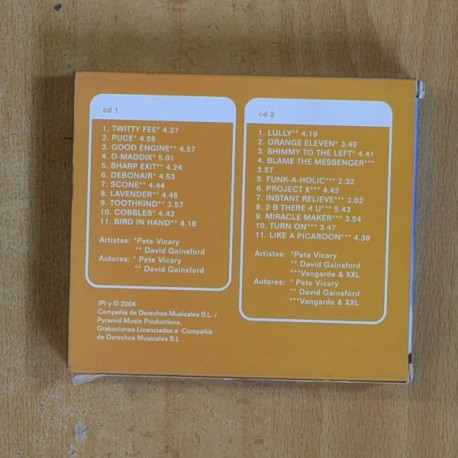 cd 1
1. TWITTY FEE* 4.27
2. PUCE* 4.56
3. GOOD ENGINE** 4.57
4. D-MADDIX* 5.01
5. SHARP EXIT** 4.24
6. DEBONAIR* 4.53
7. SCONE** 4.44
8. LAVENDER** 4.46
9. TOOTHKIND** 3.57
10. COBBLES* 4.43
11. BIRD IN HAND** 4.18
Artistas: *Pete Vicary
** David Gainsford
Autores: * Pete Vicary
** David Gainsford
cd 2
1. LULLY** 4.19
2. ORANGE ELEVEN* 3.49
3. SHIMMY TO THE LEFT* 4.41
4. BLAME THE MESSENGER***
3.57
5. FUNK-A-HOLIC*** 2.32
6. PROJECT X*** 4.42
7. INSTANT RELIEVE*** 3.02
8. 2 B THERE 4 U*** 5.43
9. MIRACLE MAKER*** 3.54
10. TURN ON*** 3.47
11. LIKE A PICAROON*** 4.38
Artistas: * Pete Vicary
** David Gainsford
***Vangarde & XXL
Autores: * Pete Vicary
** David Gainsford
***Vangarde & XXL
(P) y © 2004
Compañía de Derechos Musicales S.L. /
Pyramid Music Productions.
Grabaciones Licenciadas a Compañía
de Derechos Musicales S.L